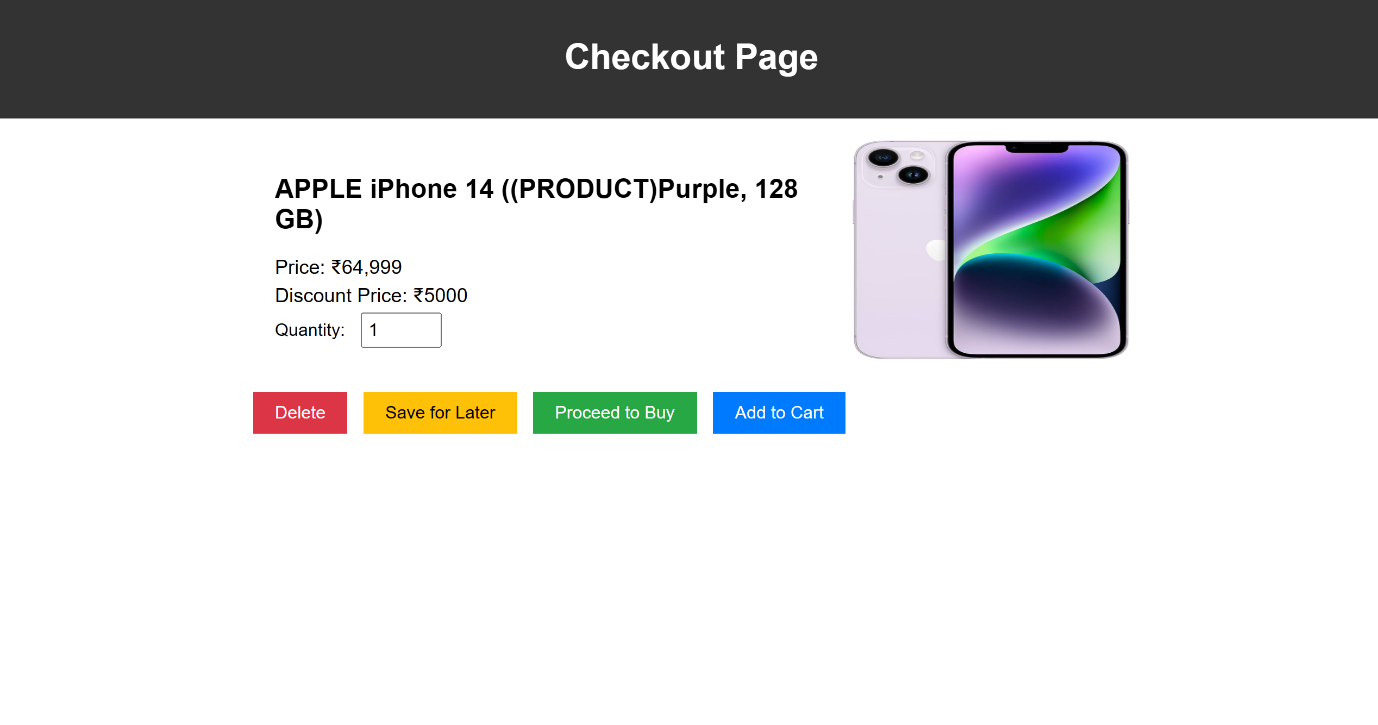 Checkout Page
APPLE iPhone 14 ((PRODUCT)Purple, 128
GB)
Price: ₹64,999
Discount Price: ₹5000
Quantity: 1
Delete Save for Later Proceed to Buy Add to Cart